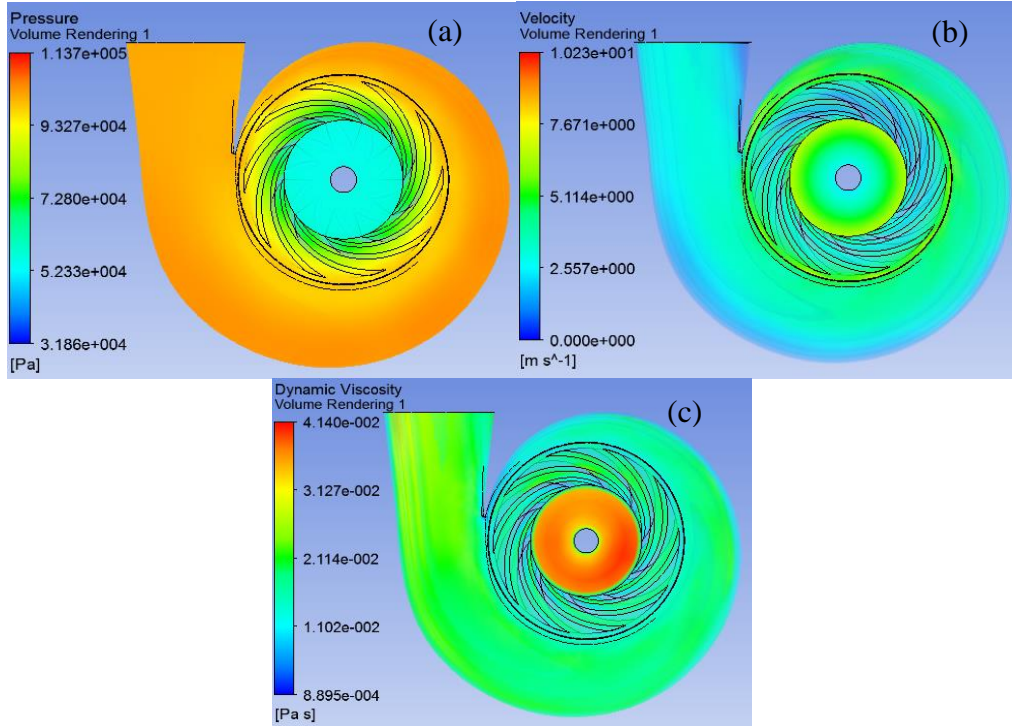 Pressure
Volume Rendering 1
(a)
1.137e+005
9.327e+004
7.280e+004
5.233e+004
3.186e+004
[Pa]
Velocity
Volume Rendering 1
(b)
1.023e+001
7.671e+000
5.114e+000
2.557e+000
0.000e+000
[m s^-1]
Dynamic Viscosity
Volume Rendering 1
(c)
4.140e-002
3.127e-002
2.114e-002
1.102e-002
8.895e-004
[Pa s]